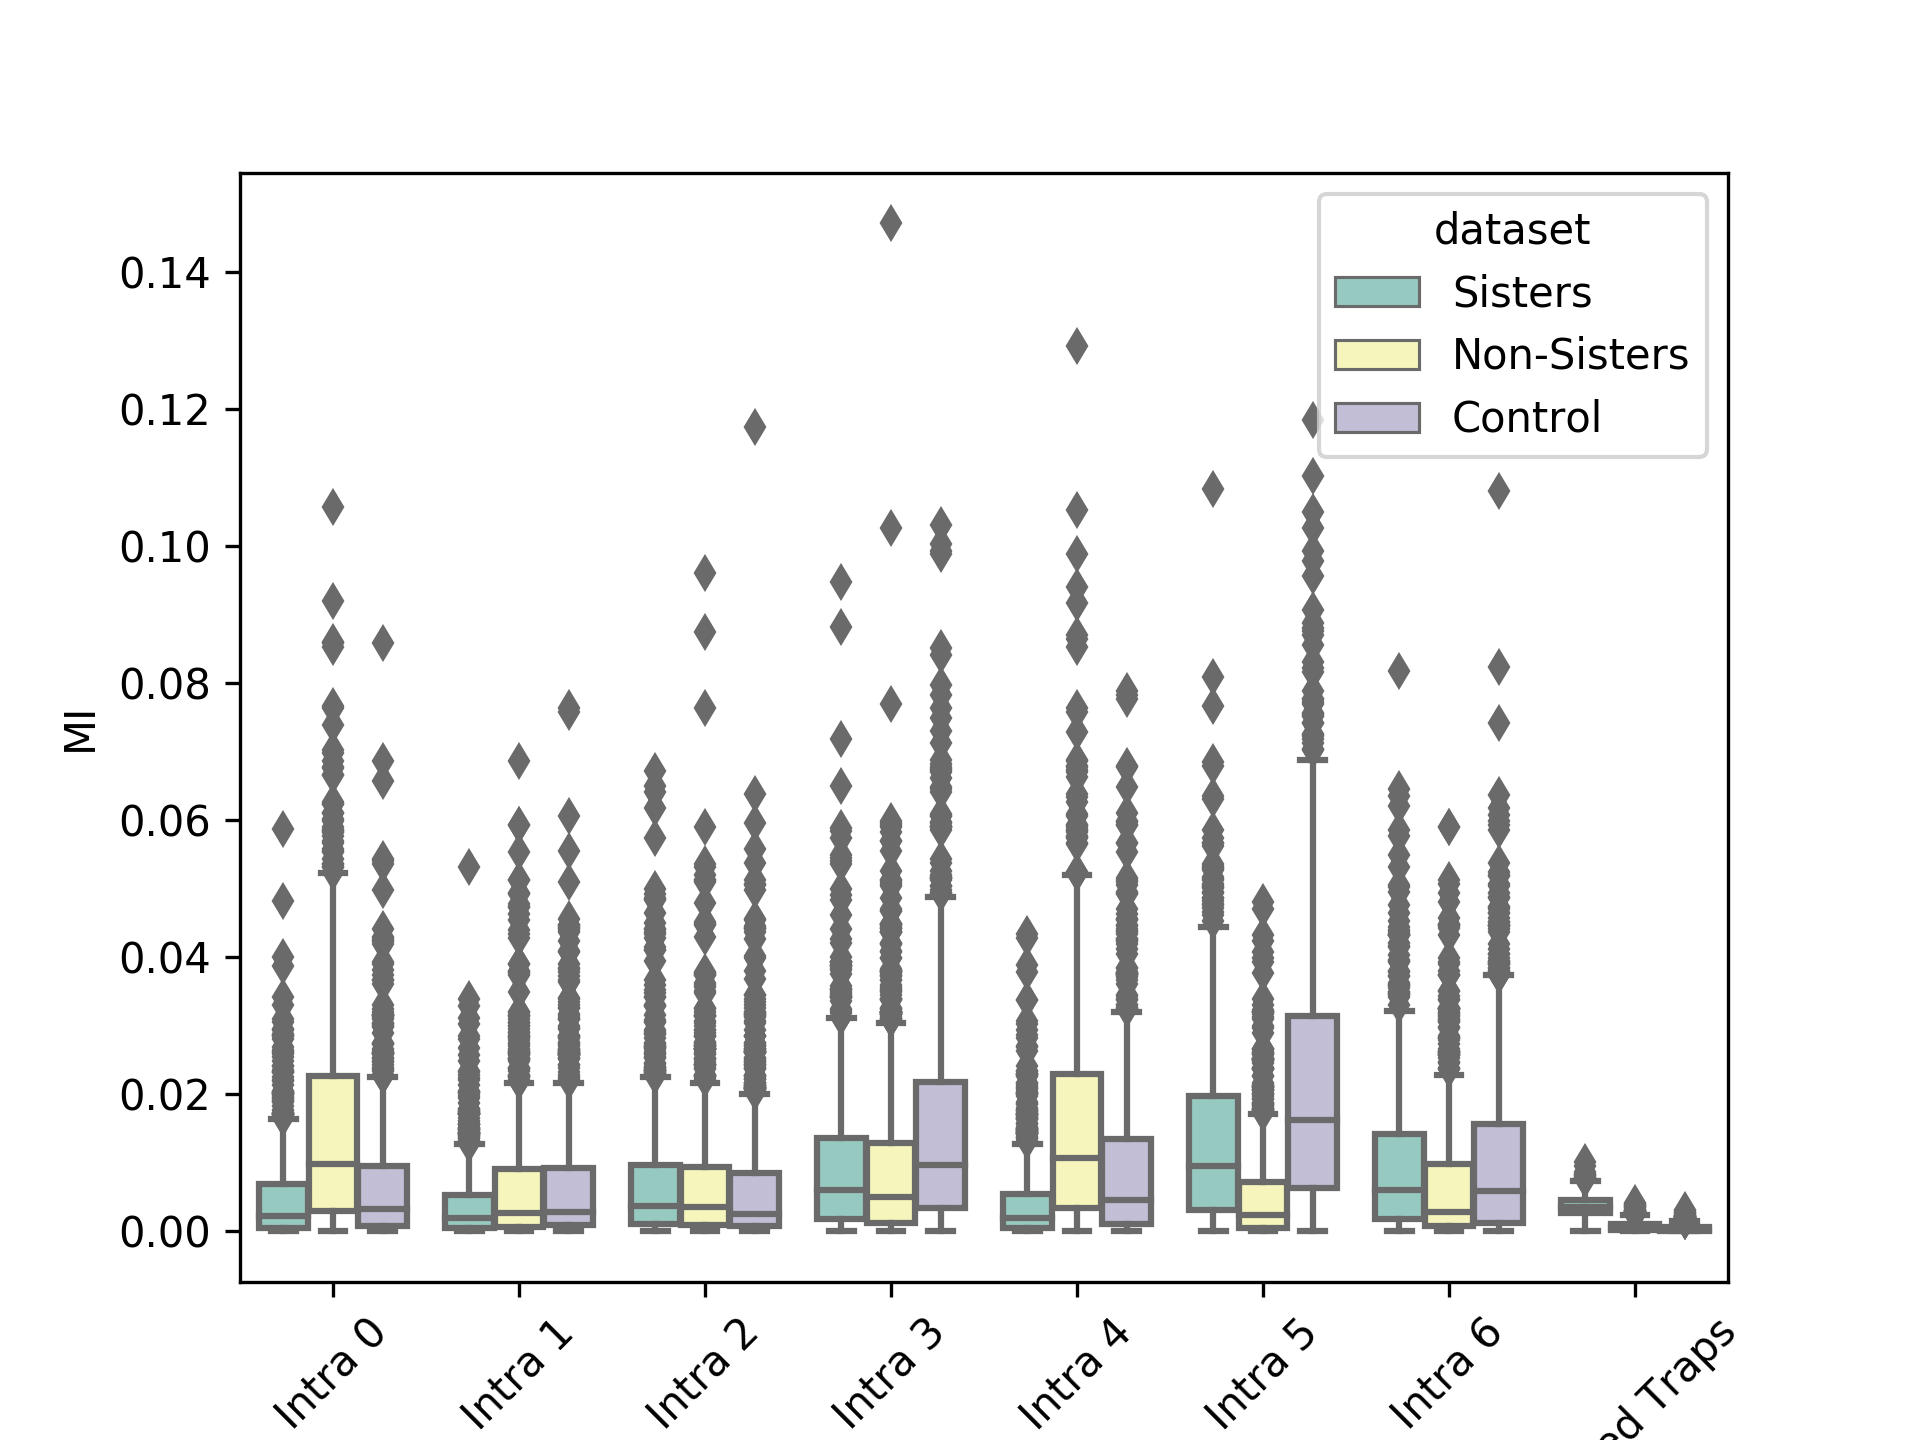 dataset
Sisters
Non-Sisters
Control
MI
0.14
0.12
0.10
0.08
0.06
0.04
0.02
0.00
Intra 0
Intra 1
Intra 2
Intra 3
Intra 4
Intra 5
Intra 6
Traps